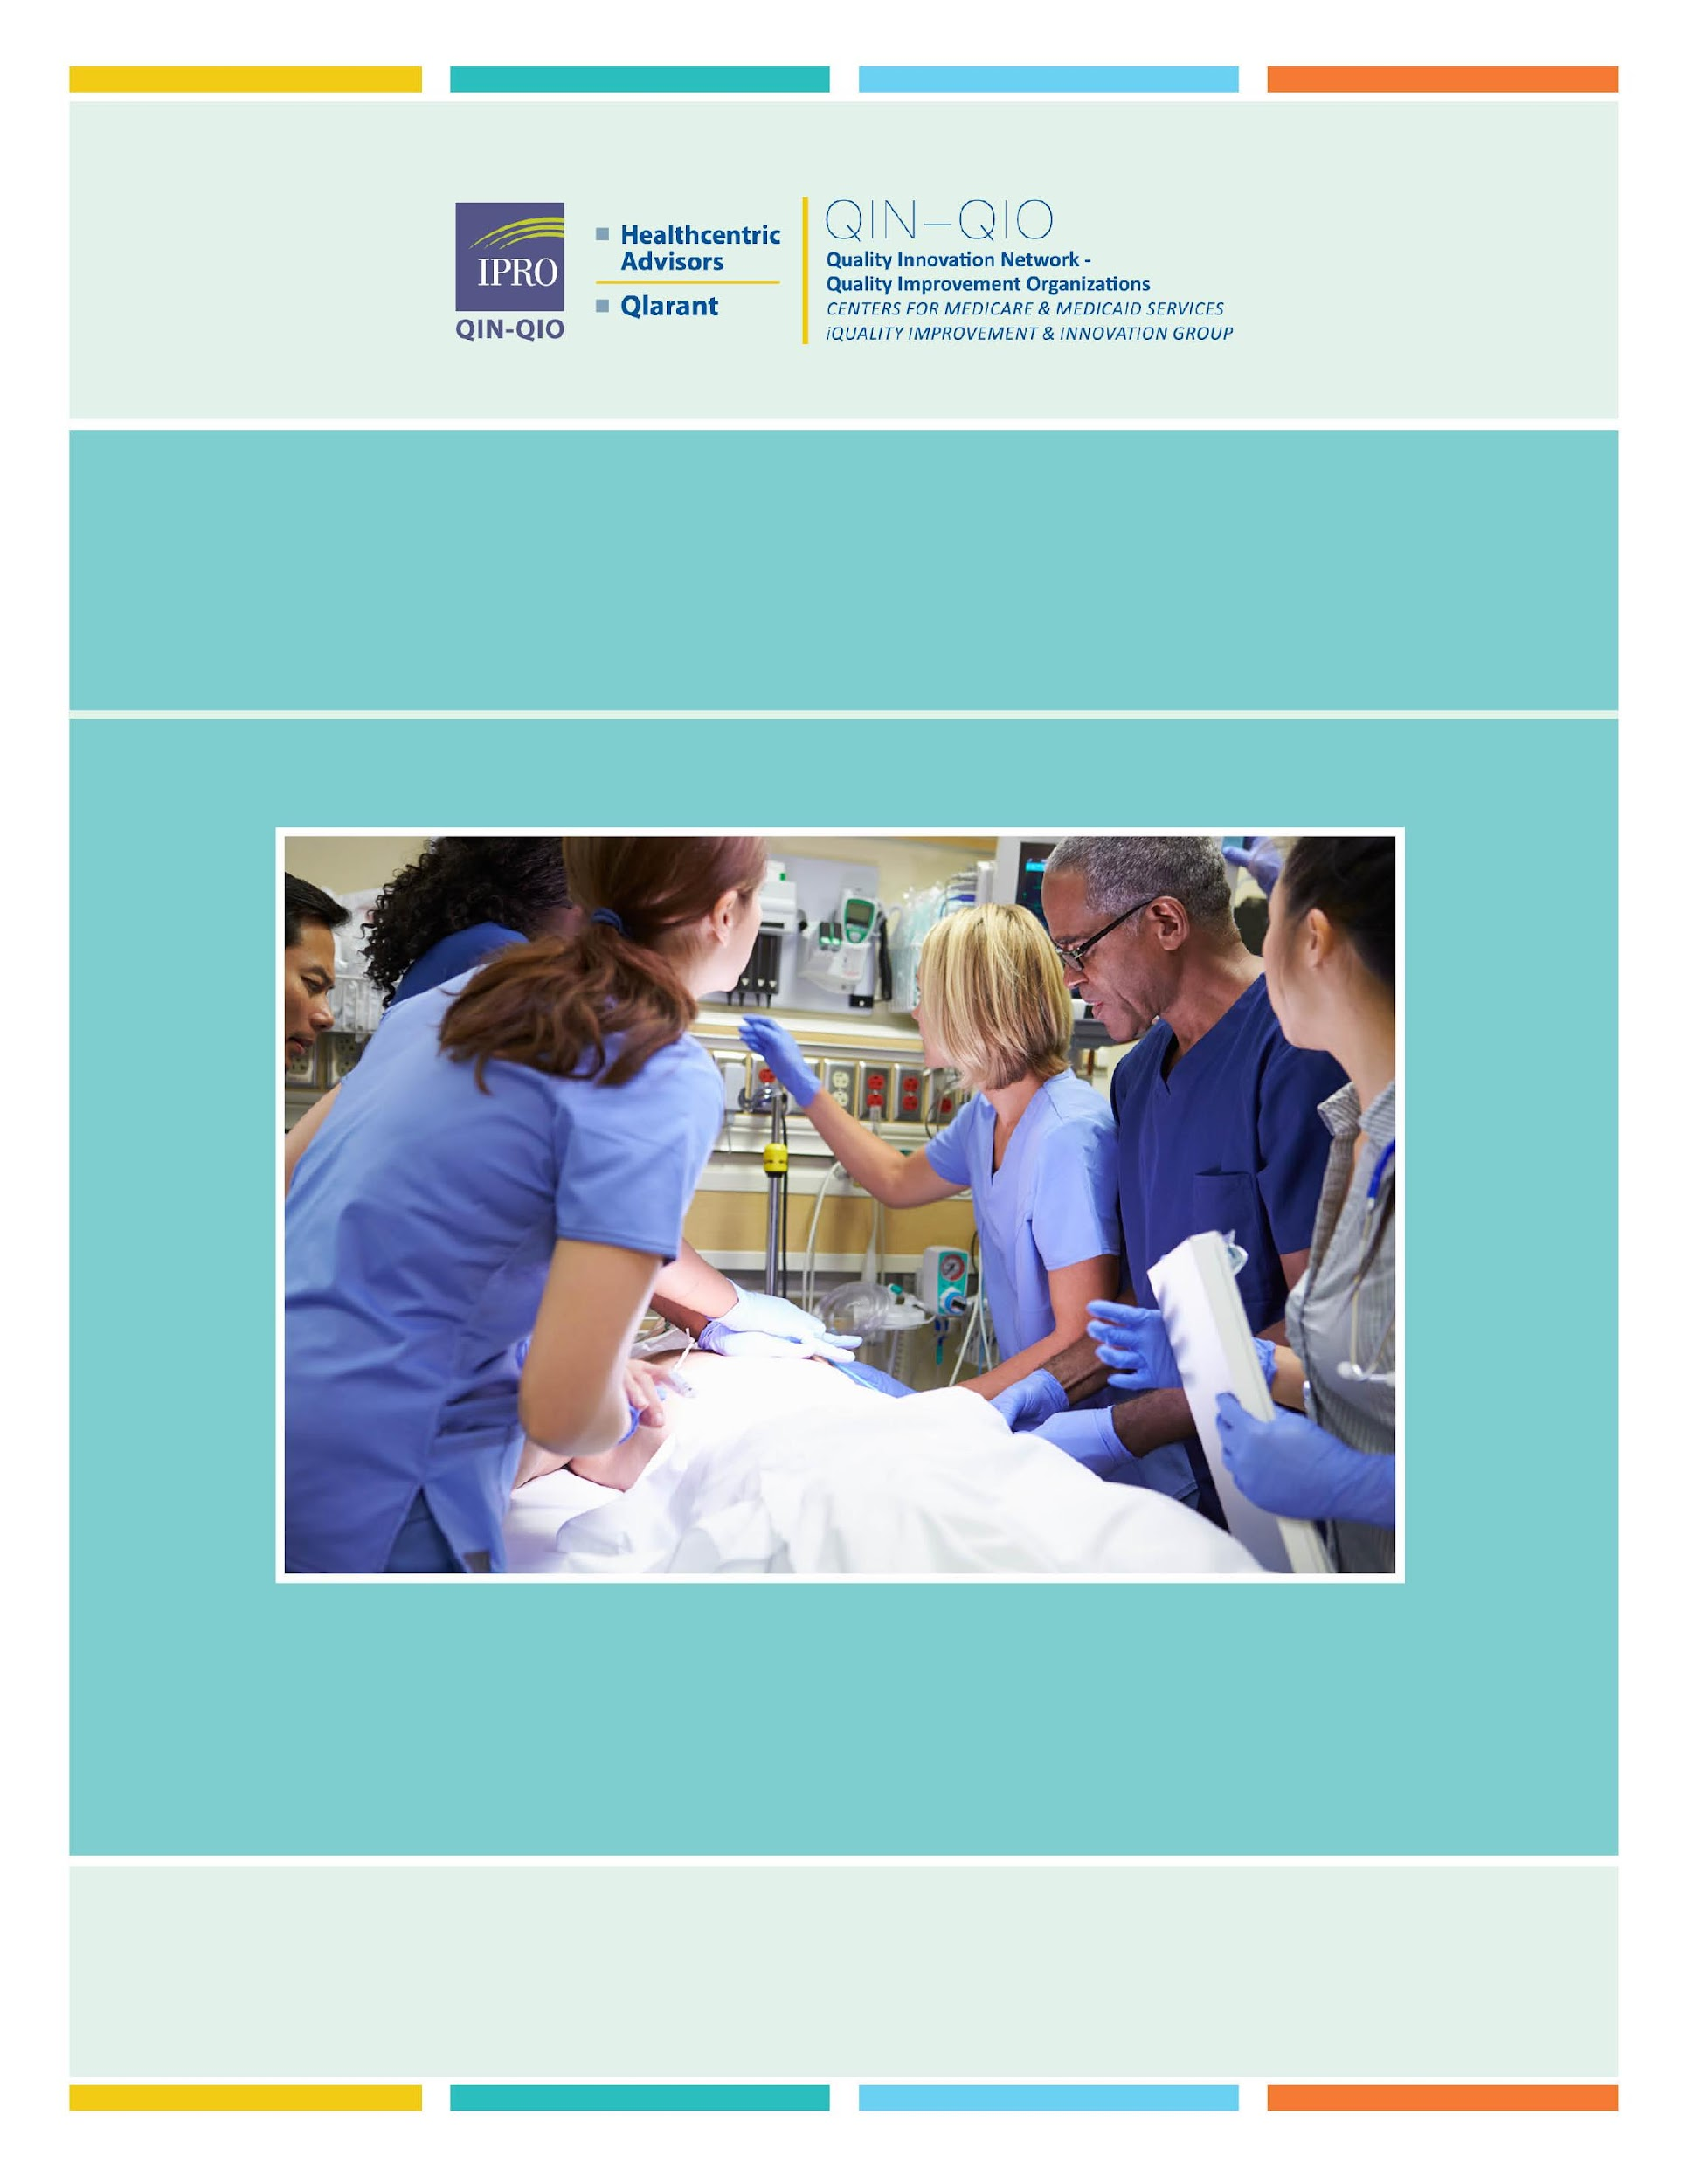 IPRO
QIN-QIO
Healthcentric
Advisors
Qlarant
QIN–QIO
Quality Innovation Network -
Quality Improvement Organizations
CENTERS FOR MEDICARE & MEDICAID SERVICES
iQUALITY IMPROVEMENT & INNOVATION GROUP